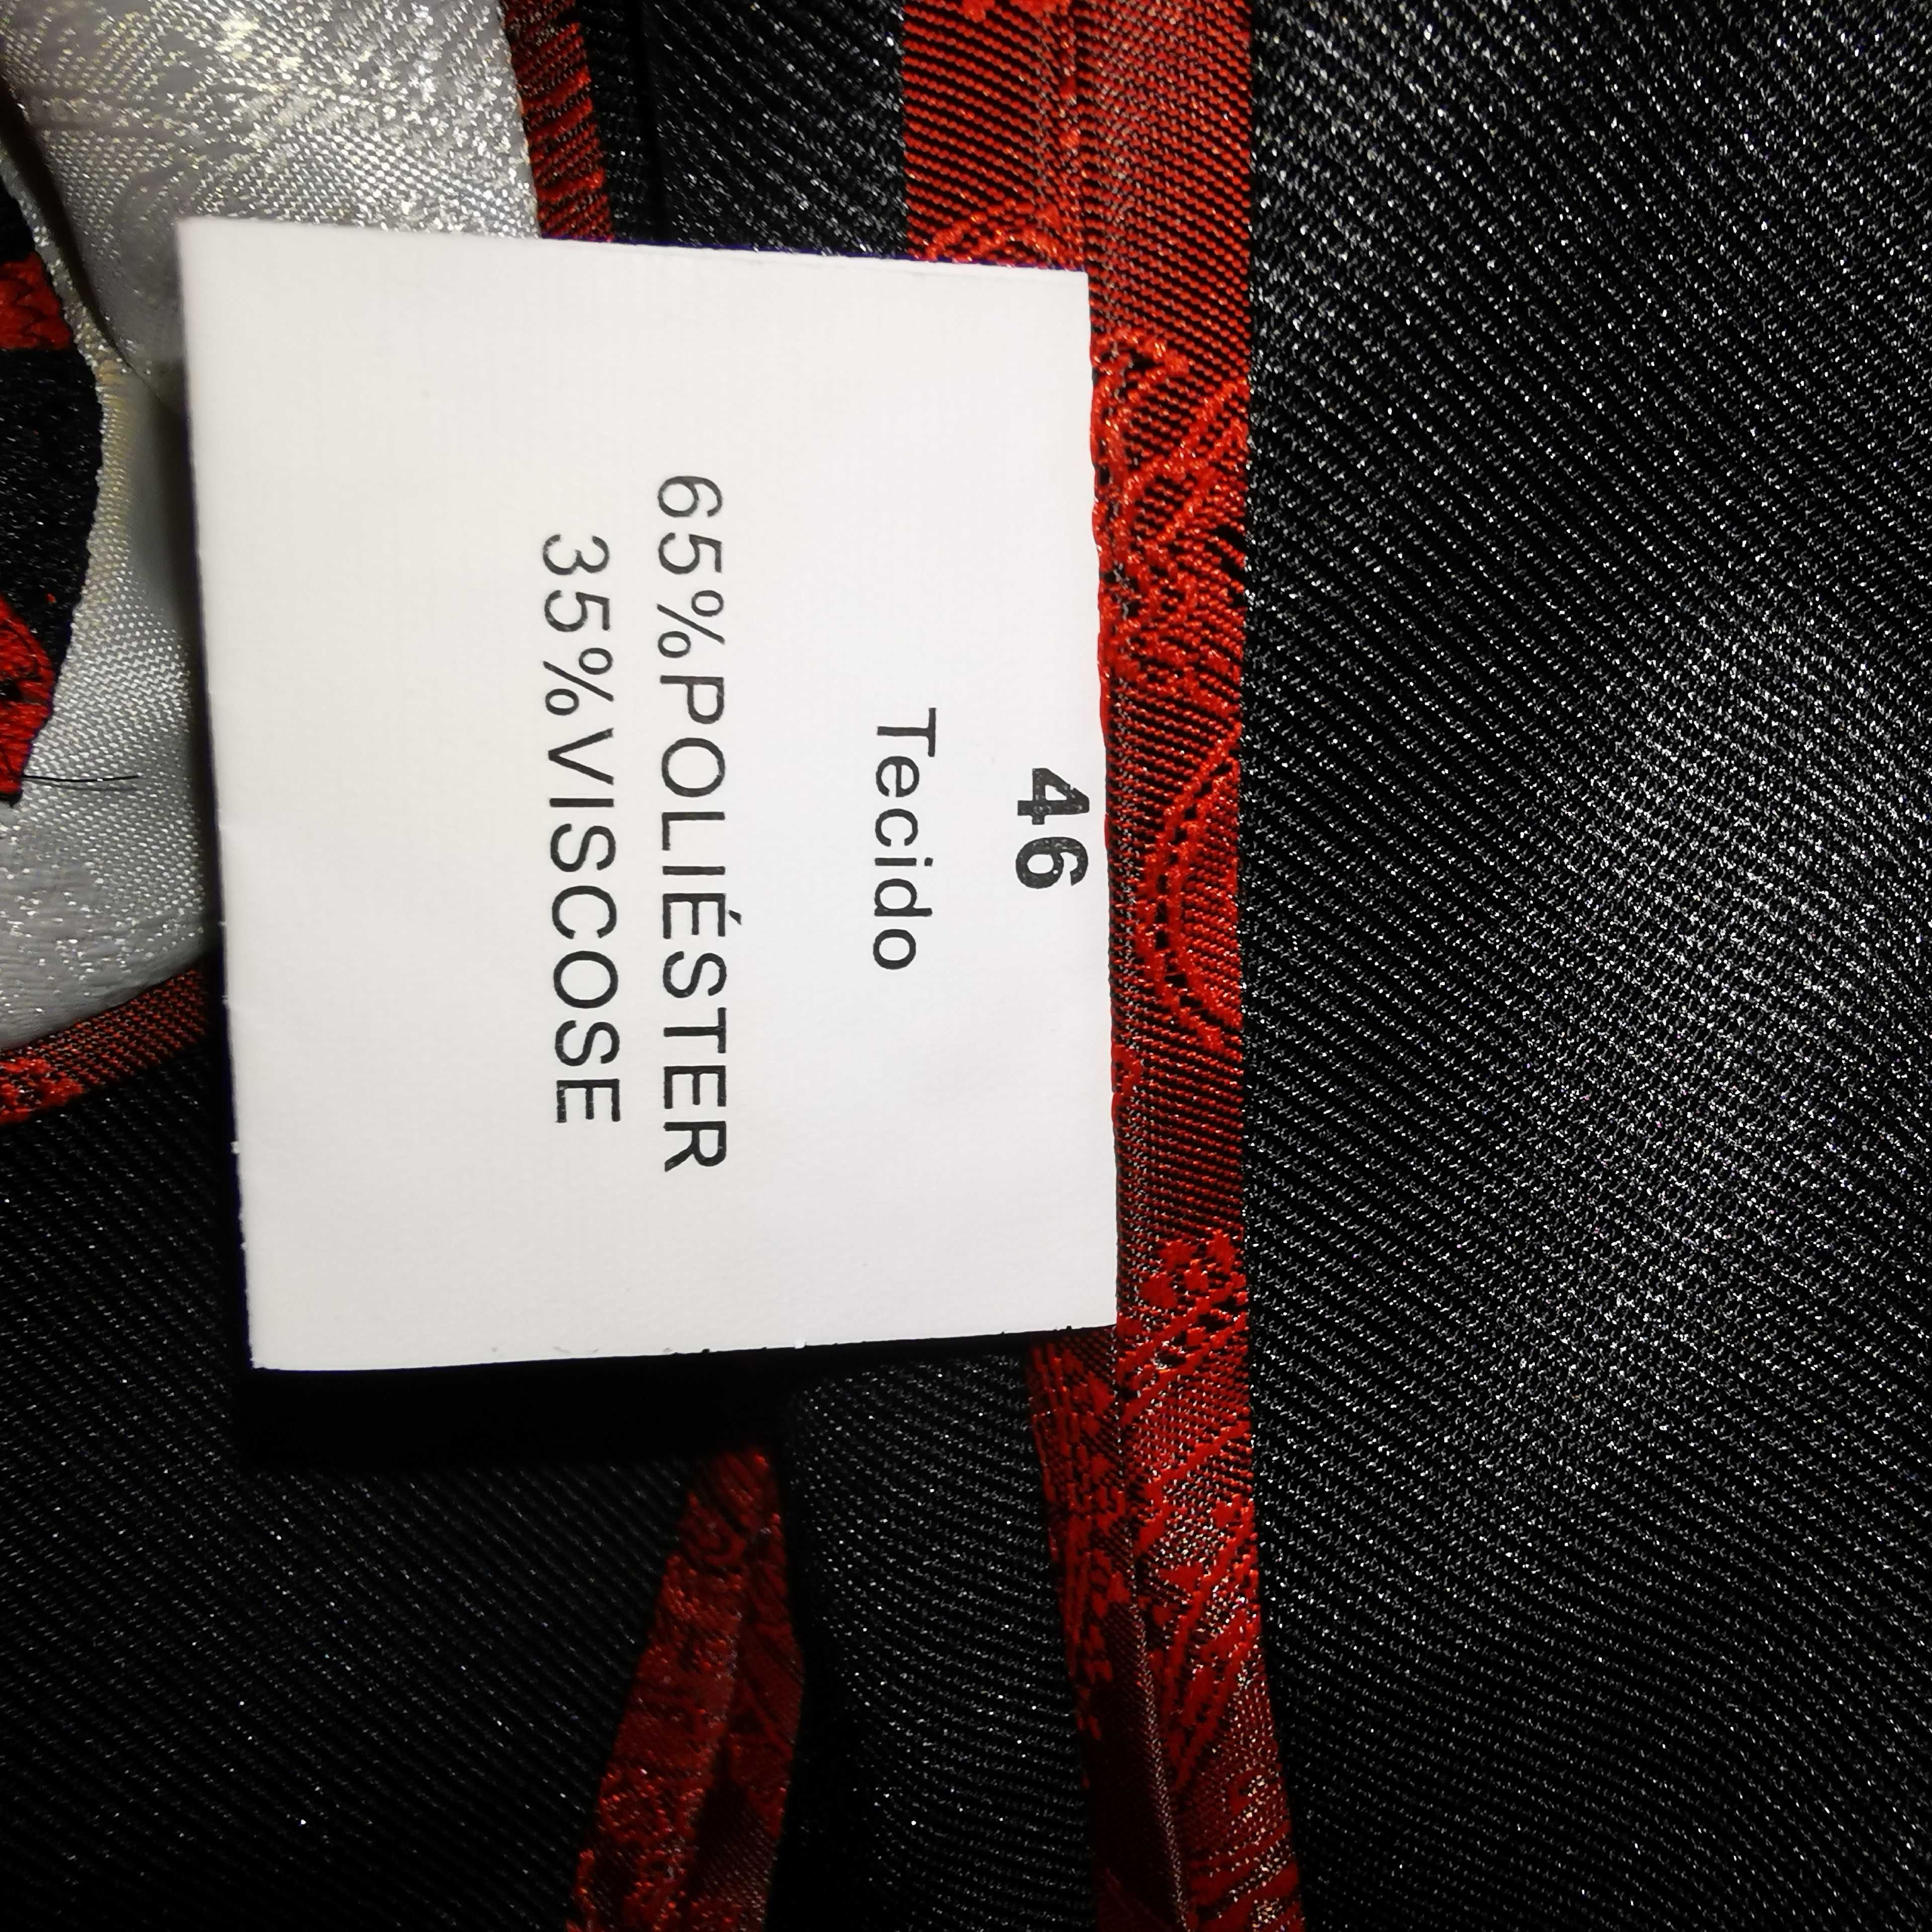 46
Tecido
65%POLIÉSTER
35%VISCOSE